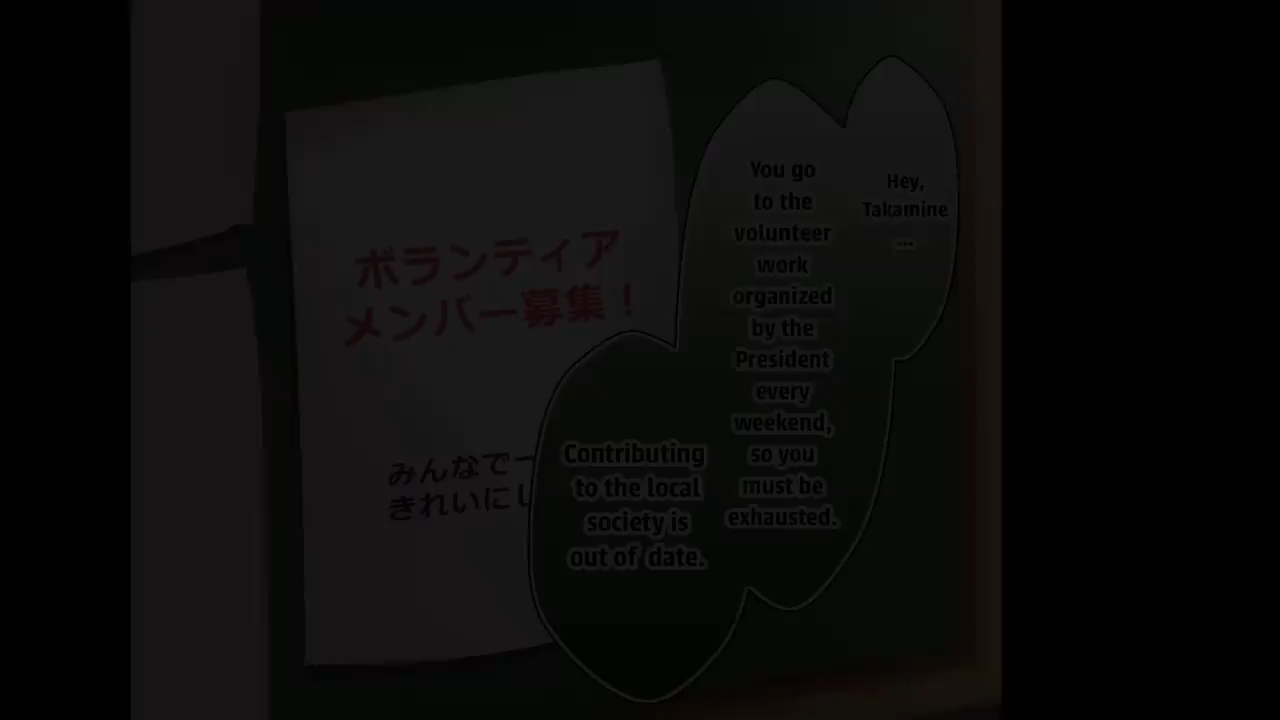 ボランティア
メンバー募集！
みんなで一
きれいにし
Hey,
Takamine
...
You go
to the
volunteer
work
organized
by the
President
every
weekend,
so you
must be
exhausted.
Contributing
to the local
society is
out of date.